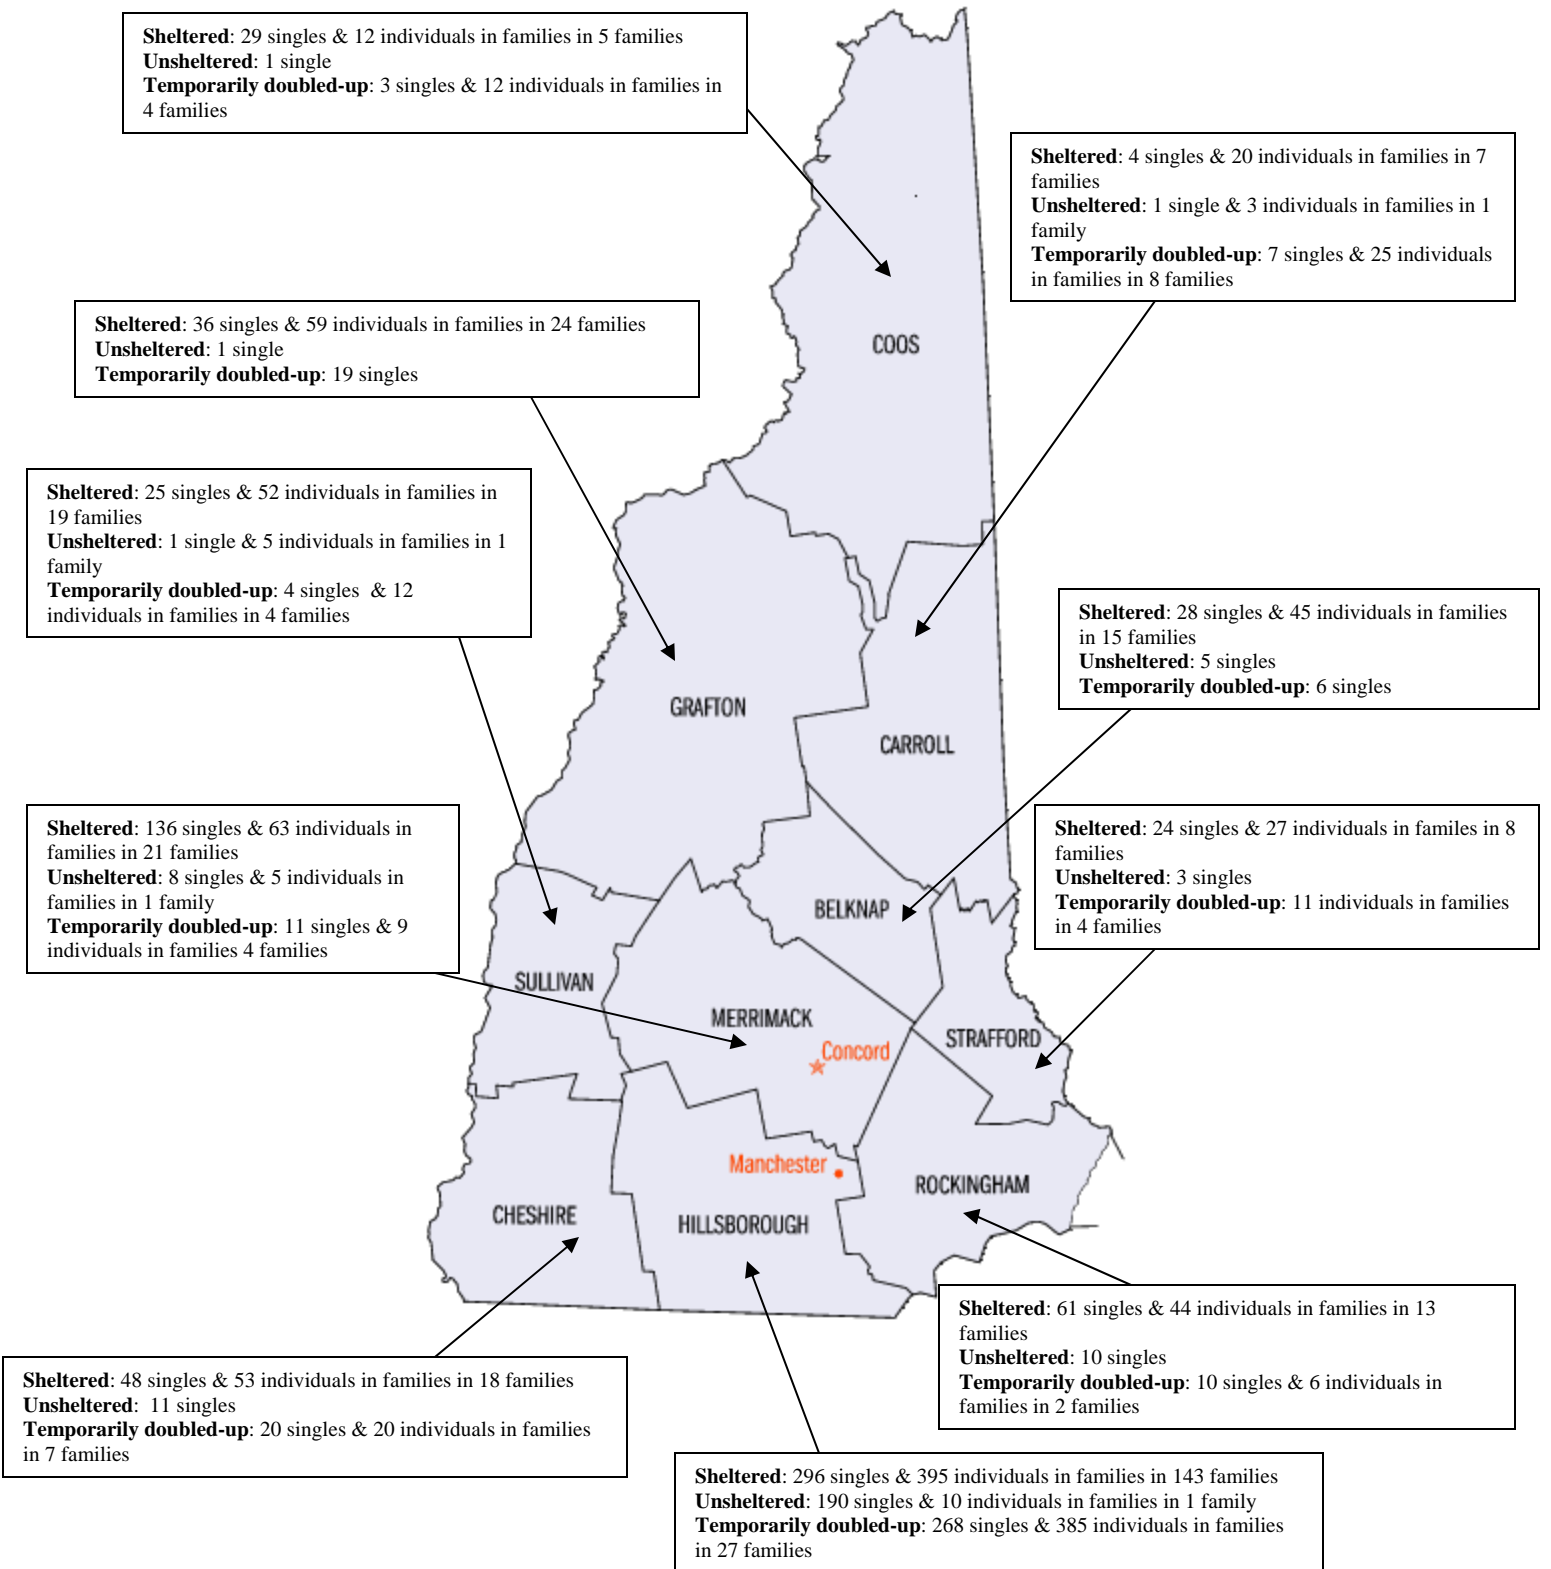 Sheltered: 29 singles & 12 individuals in families in 5 families
Unsheltered: 1 single
Temporarily doubled-up: 3 singles & 12 individuals in families in
4 families
Sheltered: 4 singles & 20 individuals in families in 7
families
Unsheltered: 1 single & 3 individuals in families in 1
family
Temporarily doubled-up: 7 singles & 25 individuals
in families in 8 families
Sheltered: 36 singles & 59 individuals in families in 24 families
Unsheltered: 1 single
Temporarily doubled-up: 19 singles
COOS
Sheltered: 25 singles & 52 individuals in families in
19 families
Unsheltered: 1 single & 5 individuals in families in 1
family
Temporarily doubled-up: 4 singles & 12
individuals in families in 4 families
Sheltered: 28 singles & 45 individuals in families
in 15 families
Unsheltered: 5 singles
Temporarily doubled-up: 6 singles
GRAFTON
CARROLL
Sheltered: 136 singles & 63 individuals in
families in 21 families
Unsheltered: 8 singles & 5 individuals in
families in 1 family
Temporarily doubled-up: 11 singles & 9
individuals in families 4 families
Sheltered: 24 singles & 27 individuals in familes in 8
families
Unsheltered: 3 singles
Temporarily doubled-up: 11 individuals in families
in 4 families
BELKNAP
SULLIVAN
MERRIMACK
STRAFFORD
Concord
Manchester
ROCKINGHAM
CHESHIRE
HILLSBOROUGH
Sheltered: 61 singles & 44 individuals in families in 13
families
Unsheltered: 10 singles
Temporarily doubled-up: 10 singles & 6 individuals in
families in 2 families
Sheltered: 48 singles & 53 individuals in families in 18 families
Unsheltered: 11 singles
Temporarily doubled-up: 20 singles & 20 individuals in families
in 7 families
Sheltered: 296 singles & 395 individuals in families in 143 families
Unsheltered: 190 singles & 10 individuals in families in 1 family
Temporarily doubled-up: 268 singles & 385 individuals in families
in 27 families